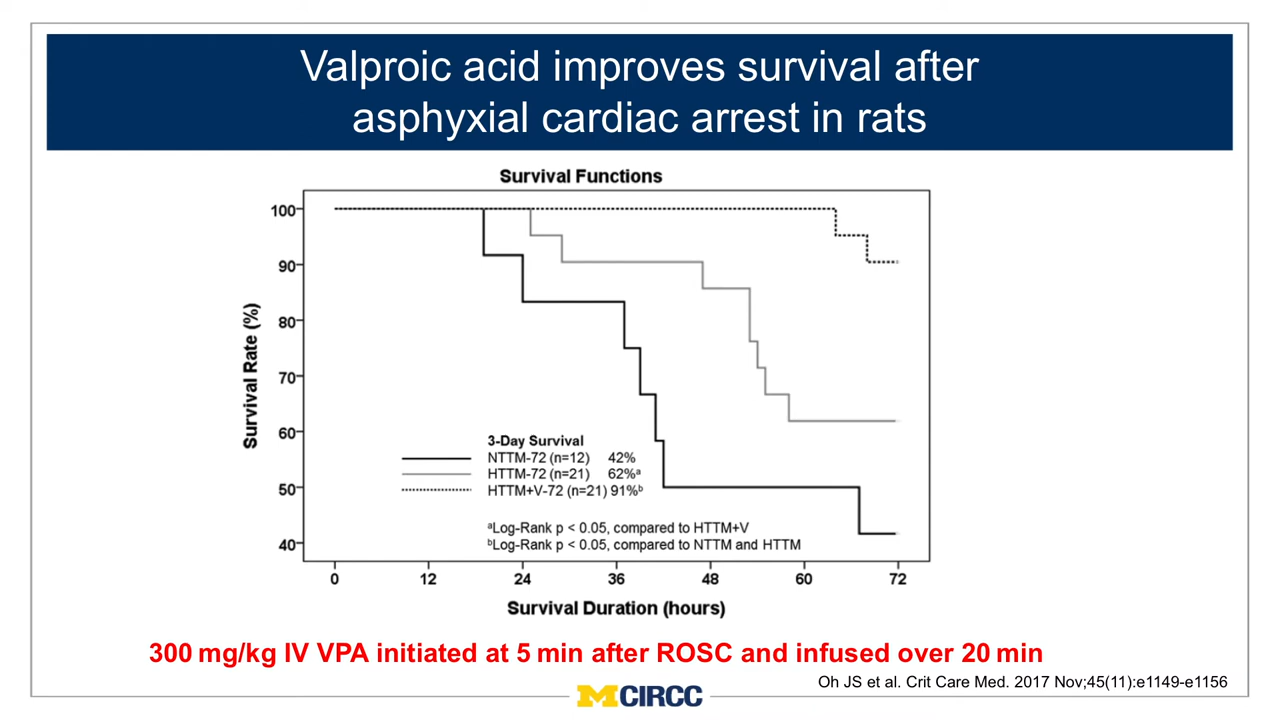 Valproic acid improves survival after
asphyxial cardiac arrest in rats
Survival Functions
Survival Rate (%)
100
90
80
70
60
50
40
3-Day Survival
NTTM-72 (n=12) 42%
HTTM-72 (n=21) 62%ᵃ
HTTM+V-72 (n=21) 91%ᵇ
ᵃLog-Rank p < 0.05, compared to HTTM+V
ᵇLog-Rank p < 0.05, compared to NTTM and HTTM
0 12 24 36 48 60 72
Survival Duration (hours)
300 mg/kg IV VPA initiated at 5 min after ROSC and infused over 20 min
Oh JS et al. Crit Care Med. 2017 Nov;45(11):e1149-e1156
M CIRCC